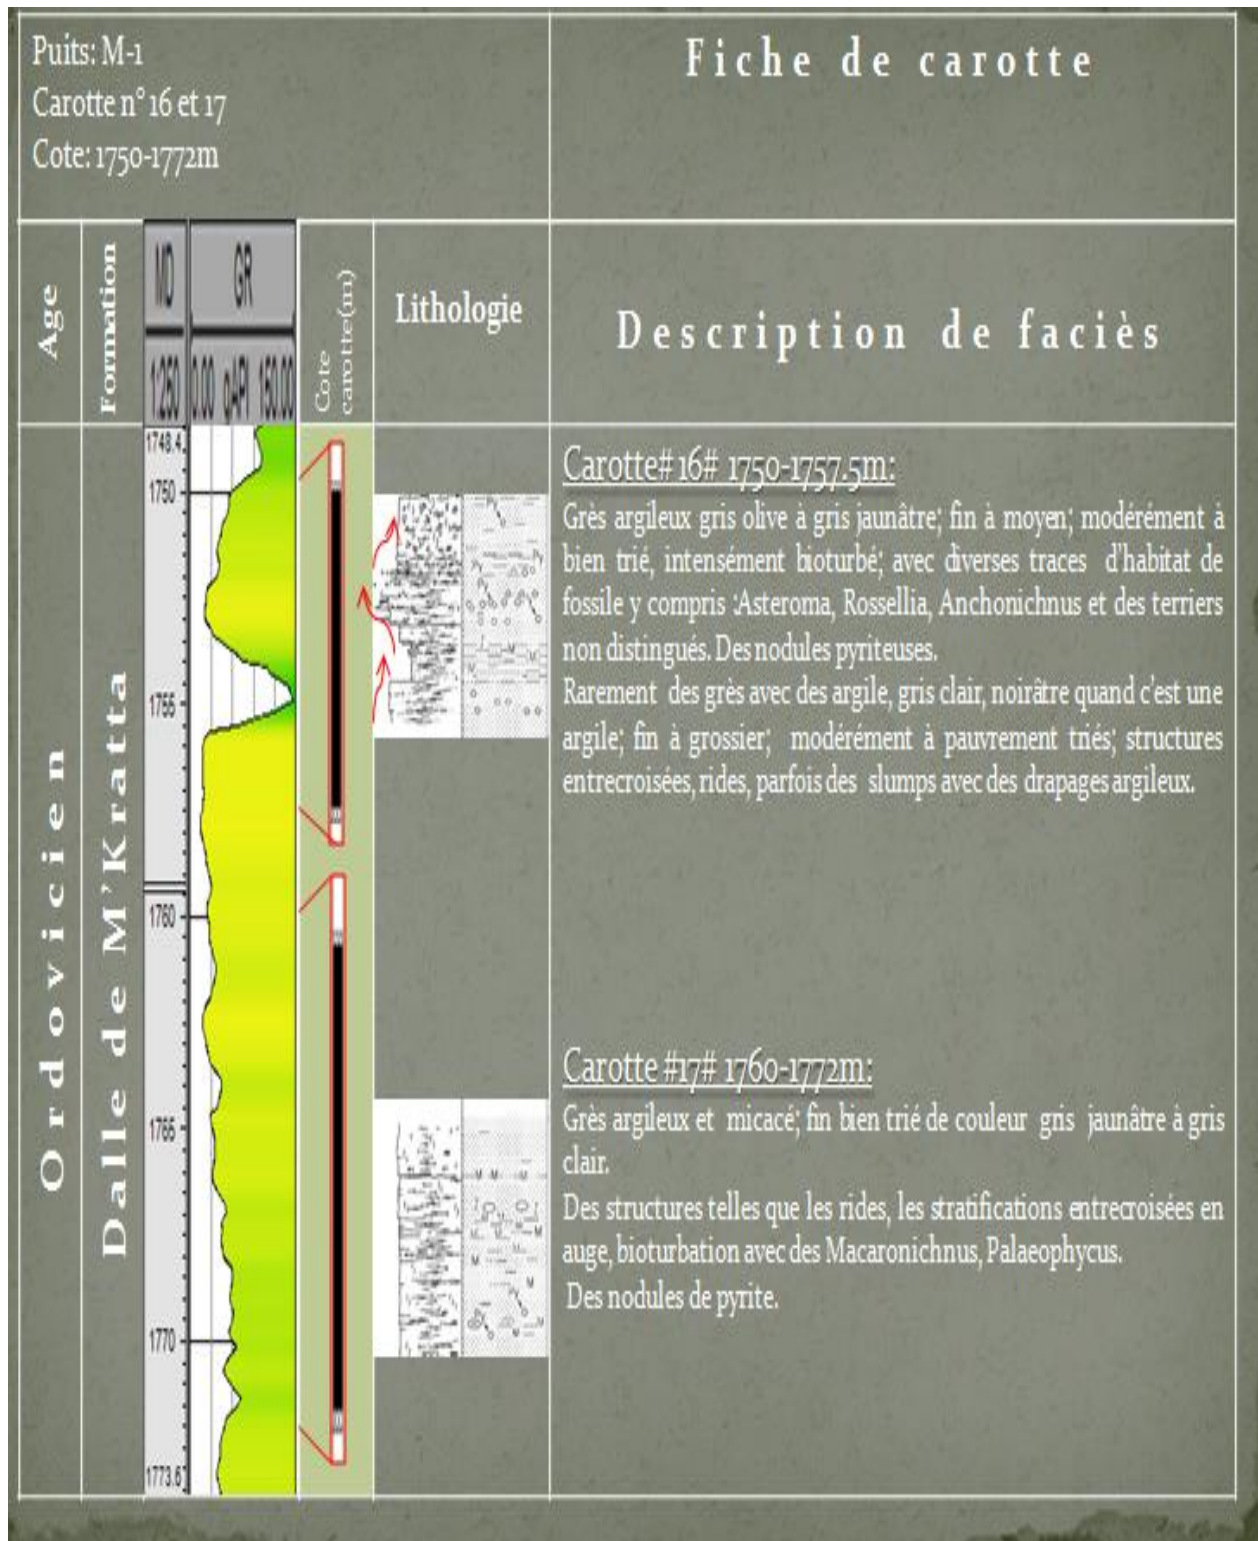 Puits: M-1
Carotte n° 16 et 17
Cote: 1750-1772m
Fiche de carotte
Age
Formation
MD
1:250
GR
0.00 gAPI 150.00
Cote
carotte(m)
Lithologie
Description de faciès
Ordovicien
Dalle de M'Kratta
1748.4
1750
1755
1760
1765
1770
1773.6
Carotte# 16# 1750-1757.5m:
Grès argileux gris olive à gris jaunâtre; fin à moyen; modérément à
bien trié, intensément bioturbé; avec diverses traces d'habitat de
fossile y compris :Asteroma, Rossellia, Anchonichnus et des terriers
non distingués. Des nodules pyriteuses.
Rarement des grès avec des argile, gris clair, noirâtre quand c'est une
argile; fin à grossier; modérément à pauvrement triés; structures
entrecroisées, rides, parfois des slumps avec des drapages argileux.
Carotte #17# 1760-1772m:
Grès argileux et micacé; fin bien trié de couleur gris jaunâtre à gris
clair.
Des structures telles que les rides, les stratifications entrecroisées en
auge, bioturbation avec des Macaronichnus, Palaeophycus.
Des nodules de pyrite.